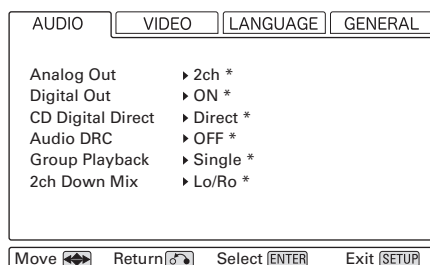 AUDIO VIDEO LANGUAGE GENERAL
Analog Out 2ch *
Digital Out ON *
CD Digital Direct Direct *
Audio DRC OFF *
Group Playback Single *
2ch Down Mix Lo/Ro *
Move Return Select ENTER Exit SETUP